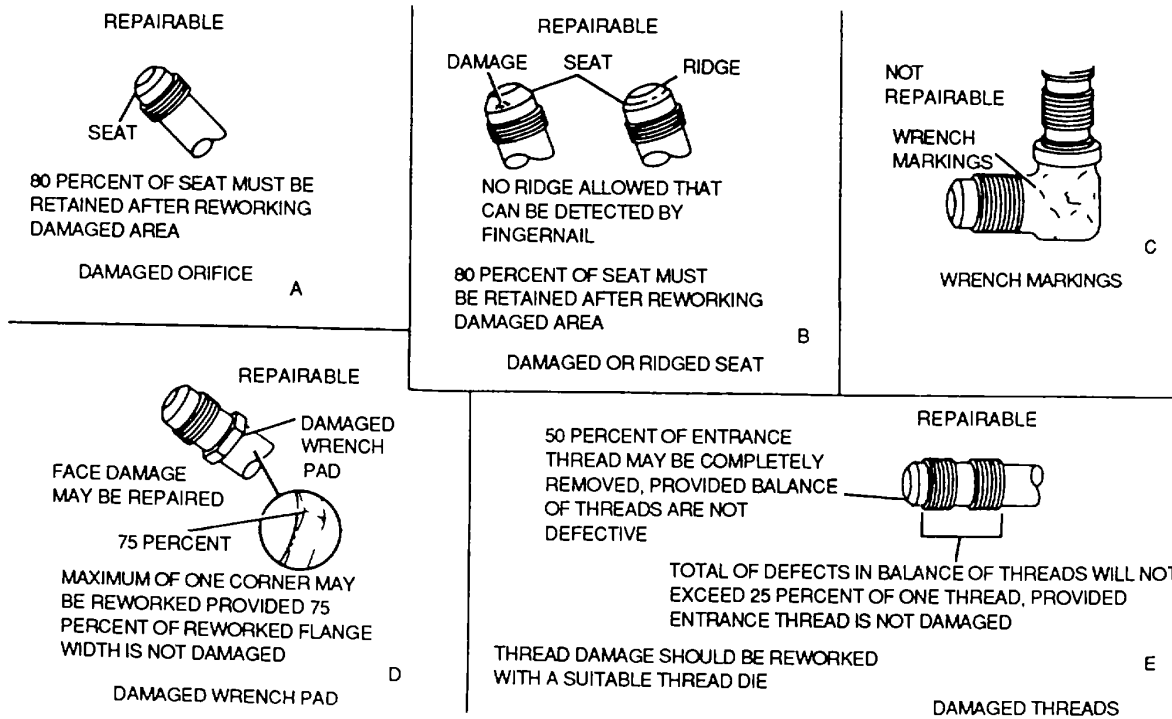 REPAIRABLE
SEAT
80 PERCENT OF SEAT MUST BE
RETAINED AFTER REWORKING
DAMAGED AREA
DAMAGED ORIFICE
A
REPAIRABLE
DAMAGE
SEAT
RIDGE
NO RIDGE ALLOWED THAT
CAN BE DETECTED BY
FINGERNAIL
80 PERCENT OF SEAT MUST
BE RETAINED AFTER REWORKING
DAMAGED AREA
B
DAMAGED OR RIDGED SEAT
NOT
REPAIRABLE
WRENCH
MARKINGS
C
WRENCH MARKINGS
REPAIRABLE
DAMAGED
WRENCH
PAD
FACE DAMAGE
MAY BE REPAIRED
75 PERCENT
MAXIMUM OF ONE CORNER MAY
BE REWORKED PROVIDED 75
PERCENT OF REWORKED FLANGE
WIDTH IS NOT DAMAGED
D
DAMAGED WRENCH PAD
REPAIRABLE
50 PERCENT OF ENTRANCE
THREAD MAY BE COMPLETELY
REMOVED, PROVIDED BALANCE
OF THREADS ARE NOT
DEFECTIVE
TOTAL OF DEFECTS IN BALANCE OF THREADS WILL NOT
EXCEED 25 PERCENT OF ONE THREAD, PROVIDED
ENTRANCE THREAD IS NOT DAMAGED
THREAD DAMAGE SHOULD BE REWORKED
WITH A SUITABLE THREAD DIE
E
DAMAGED THREADS